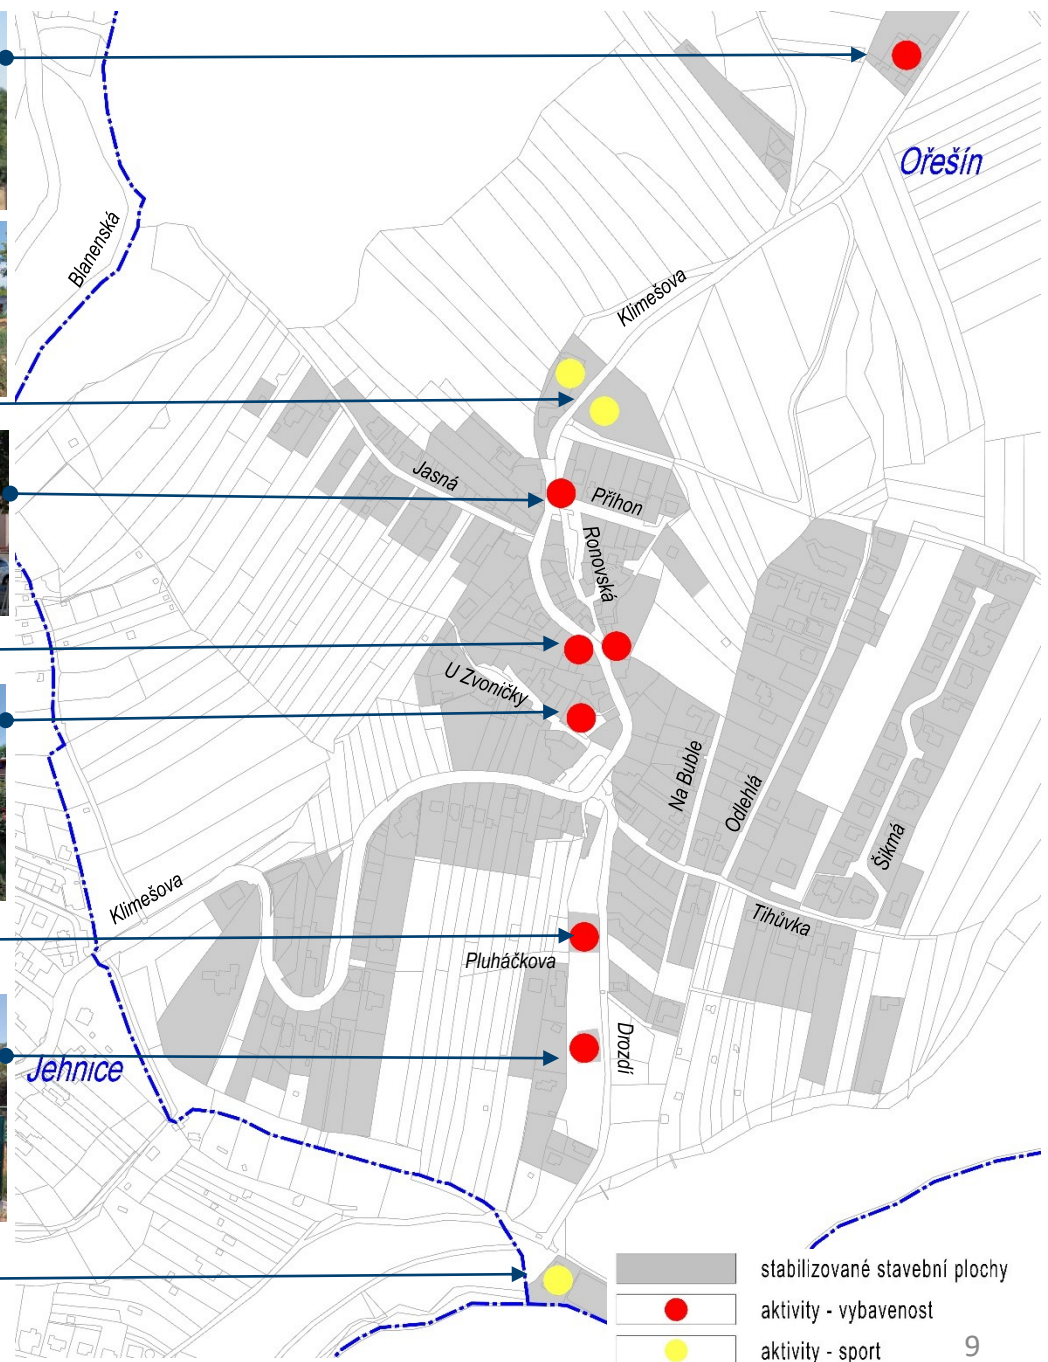 Ořešín
Blanenská
Klimešova
Jasná
Příhon
Ronovská
U Zvoničky
Na Buble
Odlehlá
Šikmá
Klimešova
Tihůvka
Pluháčkova
Drozdí
Jehnice
stabilizované stavební plochy
aktivity - vybavenost
aktivity - sport
9